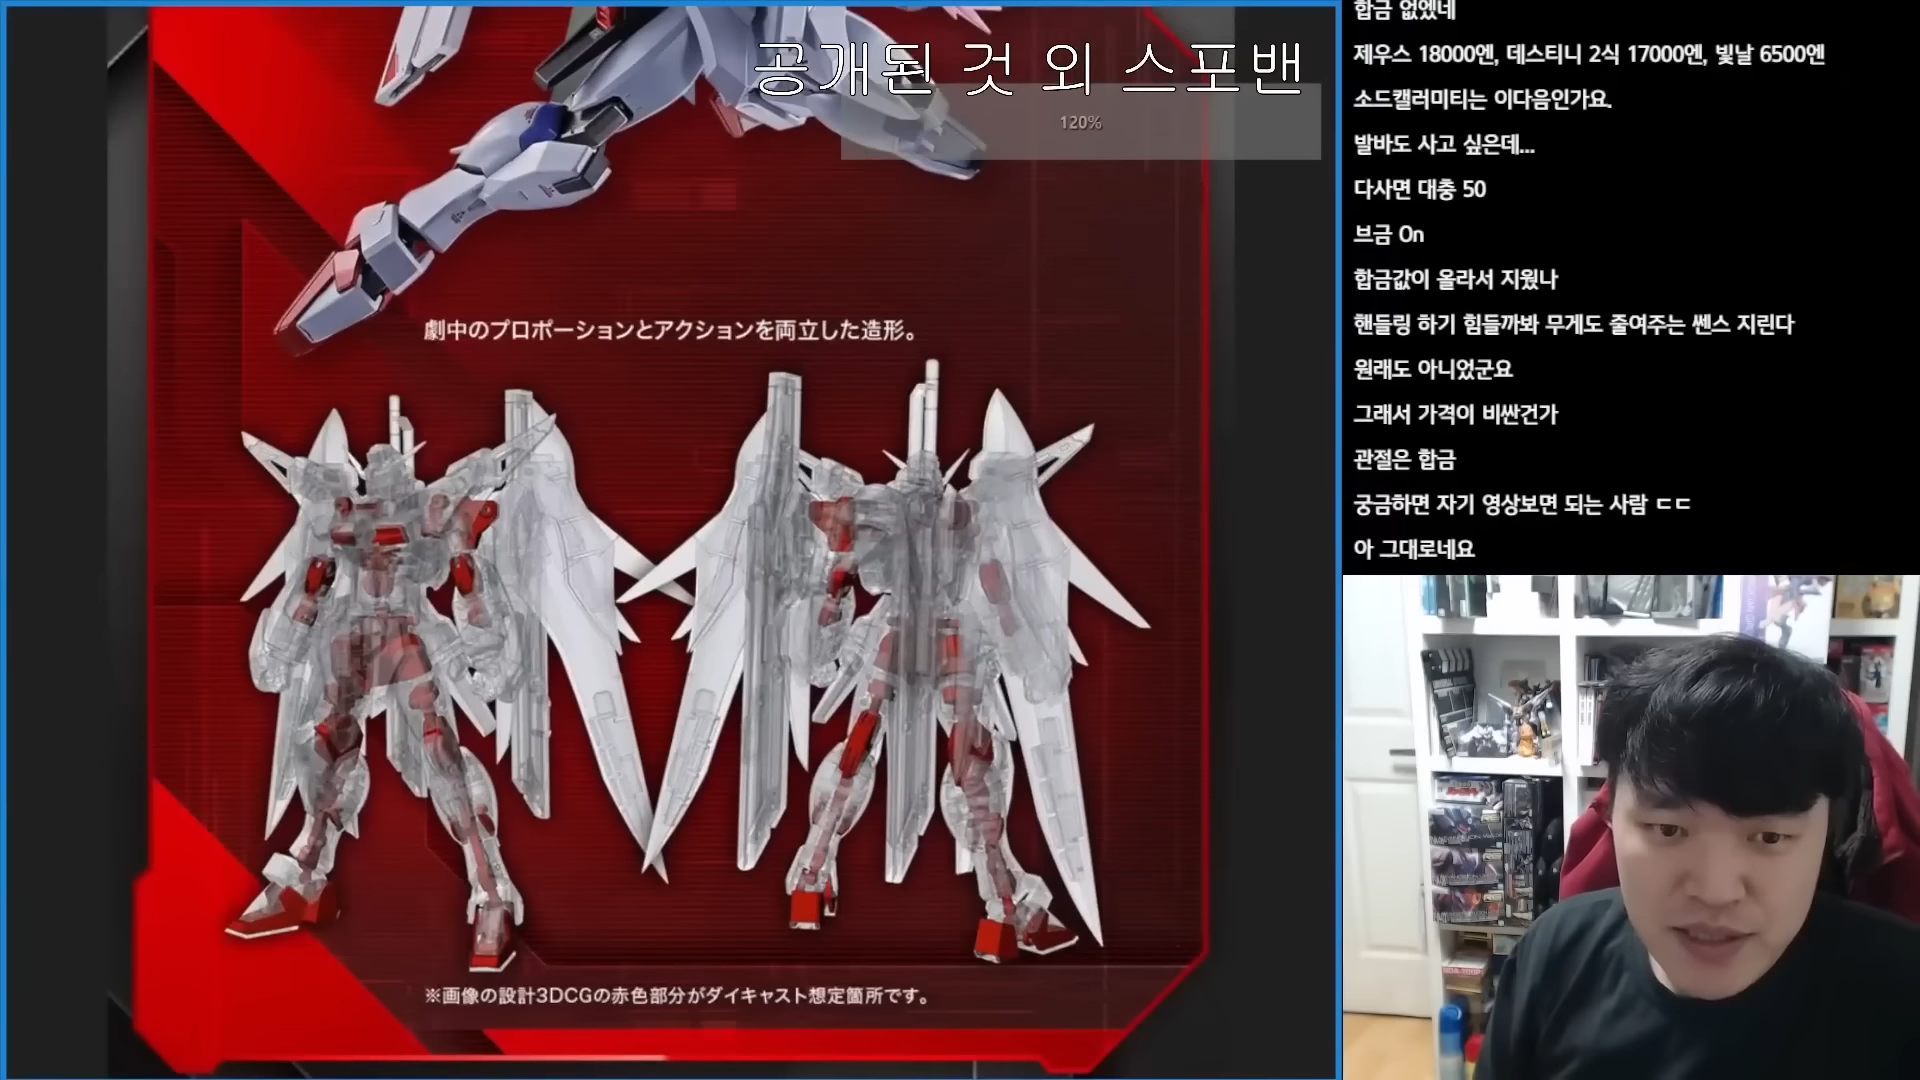 공개된 것 외 스포밴
120%
劇中のプロポーションとアクションを両立した造形。
※画像の設計3DCGの赤色部分がダイキャスト想定箇所です。
합금 없엤네
제우스 18000엔, 데스티니 2식 17000엔, 빛날 6500엔
소드캘러미티는 이다음인가요.
발바도 사고 싶은데...
다사면 대충 50
브금 On
합금값이 올라서 지웠나
핸들링 하기 힘들까봐 무게도 줄여주는 쎈스 지린다
원래도 아니었군요
그래서 가격이 비싼건가
관절은 합금
궁금하면 자기 영상보면 되는 사람 ㄷㄷ
아 그대로네요